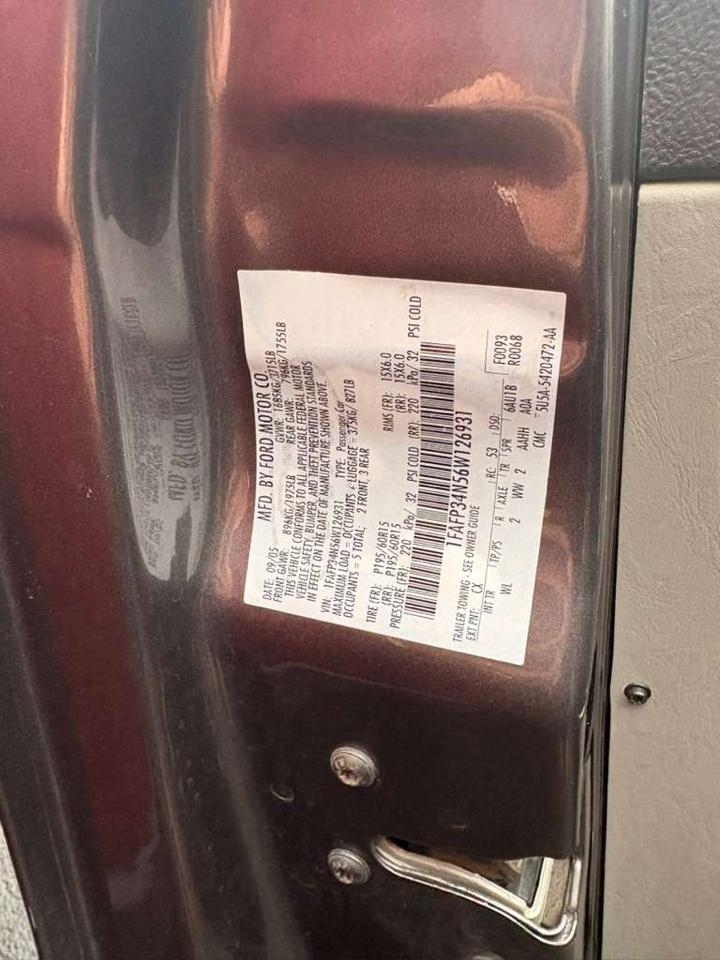 MFD. BY FORD MOTOR CO.
DATE: 09/05 GVWR: 1685KG/3715LB
FRONT GAWR: 896KG/1975LB REAR GAWR: 796KG/1755LB
THIS VEHICLE CONFORMS TO ALL APPLICABLE FEDERAL MOTOR
VEHICLE SAFETY, BUMPER, AND THEFT PREVENTION STANDARDS
IN EFFECT ON THE DATE OF MANUFACTURE SHOWN ABOVE.
VIN: 1FAFP34N56W126931 TYPE: Passenger Car
MAXIMUM LOAD = OCCUPANTS + LUGGAGE = 375KG/827LB
OCCUPANTS = 5 TOTAL; 2 FRONT, 3 REAR
TIRE (FR): P195/60R15 RIMS (FR): 15X6.0
(RR): P195/60R15 (RR): 15X6.0
PRESSURE (FR): 220 kPa/ 32 PSI COLD (RR): 220 kPa/ 32 PSI COLD
1FAFP34N56W126931
TRAILER TOWING - SEE OWNER GUIDE F0093
EXT PNT: CX RC: 53 DSO: R0068
INT TR TP/PS R AXLE TR SPR 6AU1B
WL 2 WW 2 AAHH AOA
CMC 5U5A-5420472-AA